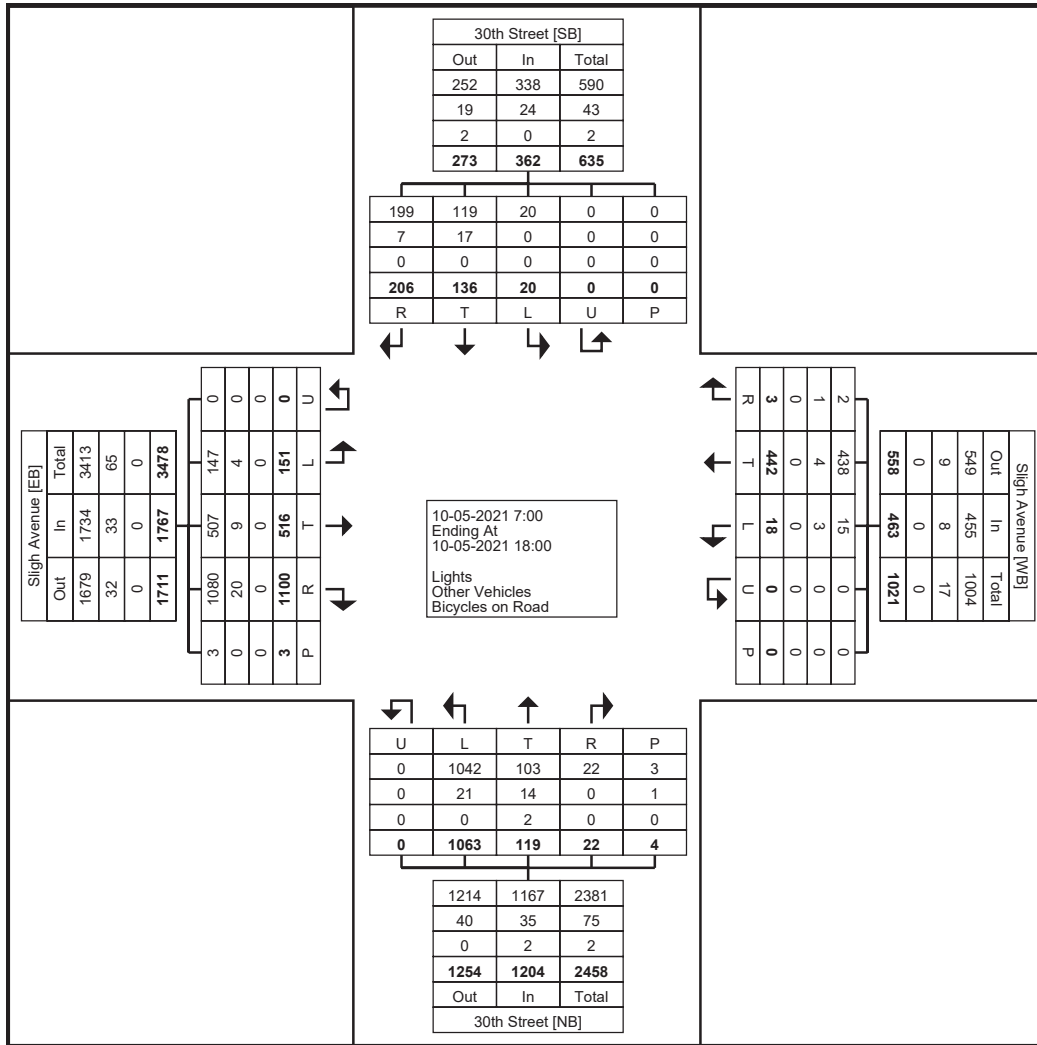 30th Street [SB]
Out In Total
252 338 590
19 24 43
2 0 2
273 362 635
199 119 20 0 0
7 17 0 0 0
0 0 0 0 0
206 136 20 0 0
R T L U P
Sligh Avenue [EB]
Out In Total
1679 1734 3413
32 33 65
0 0 0
1711 1767 3478
3 1080 507 147 0
0 20 9 4 0
0 0 0 0 0
3 1100 516 151 0
P R T L U
10-05-2021 7:00
Ending At
10-05-2021 18:00
Lights
Other Vehicles
Bicycles on Road
Sligh Avenue [WB]
Out In Total
549 455 1004
9 8 17
0 0 0
558 463 1021
2 438 15 0 0
1 4 3 0 0
0 0 0 0 0
3 442 18 0 0
R T L U P
U L T R P
0 1042 103 22 3
0 21 14 0 1
0 0 2 0 0
0 1063 119 22 4
1214 1167 2381
40 35 75
0 2 2
1254 1204 2458
Out In Total
30th Street [NB]